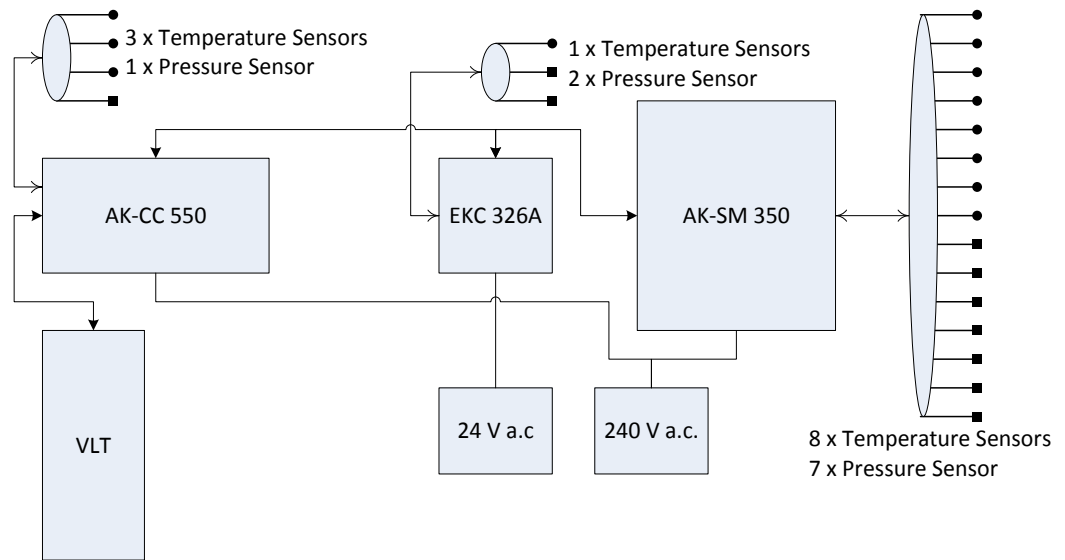 3 x Temperature Sensors
1 x Pressure Sensor
1 x Temperature Sensors
2 x Pressure Sensor
AK-CC 550
EKC 326A
AK-SM 350
VLT
24 V a.c
240 V a.c.
8 x Temperature Sensors
7 x Pressure Sensor